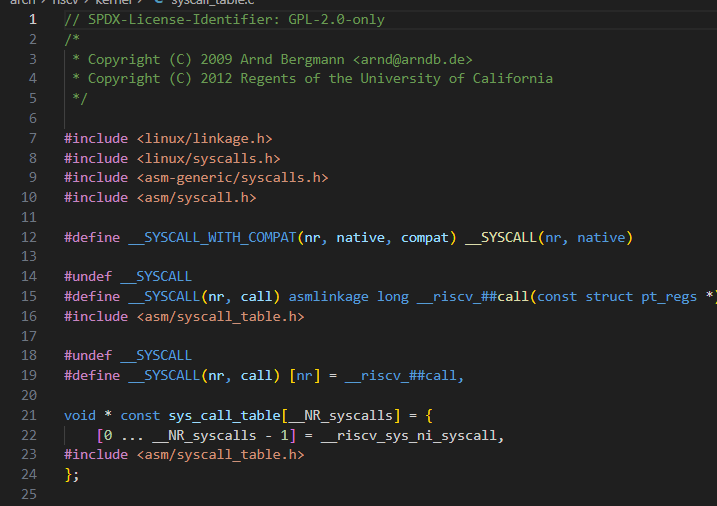 arch > riscv > kernel > C syscall_table.c
1 // SPDX-License-Identifier: GPL-2.0-only
2 /*
3  * Copyright (C) 2009 Arnd Bergmann <arnd@arndb.de>
4  * Copyright (C) 2012 Regents of the University of California
5  */
6
7 #include <linux/linkage.h>
8 #include <linux/syscalls.h>
9 #include <asm-generic/syscalls.h>
10 #include <asm/syscall.h>
11
12 #define __SYSCALL_WITH_COMPAT(nr, native, compat) __SYSCALL(nr, native)
13
14 #undef __SYSCALL
15 #define __SYSCALL(nr, call) asmlinkage long __riscv_##call(const struct pt_regs *)
16 #include <asm/syscall_table.h>
17
18 #undef __SYSCALL
19 #define __SYSCALL(nr, call) [nr] = __riscv_##call,
20
21 void * const sys_call_table[__NR_syscalls] = {
22     [0 ... __NR_syscalls - 1] = __riscv_sys_ni_syscall,
23 #include <asm/syscall_table.h>
24 };
25